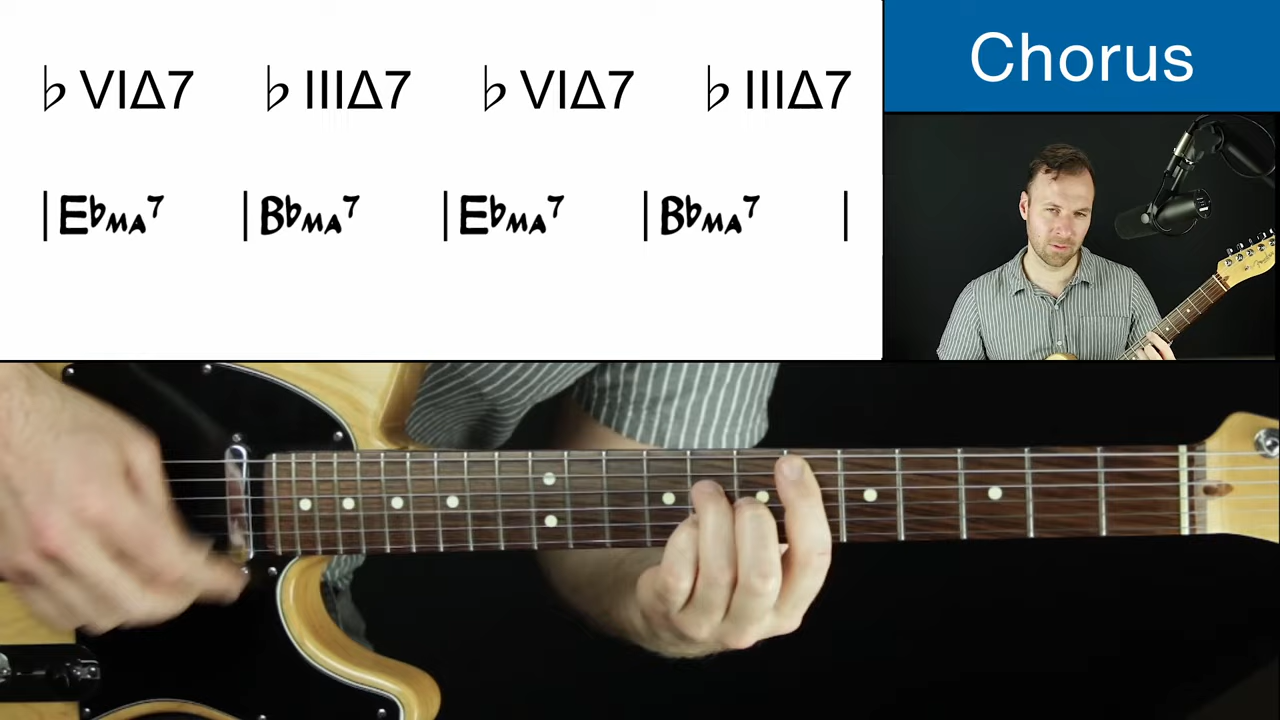 Chorus
♭VIΔ7 ♭IIIΔ7 ♭VIΔ7 ♭IIIΔ7
|E♭MA7 |B♭MA7 |E♭MA7 |B♭MA7 |